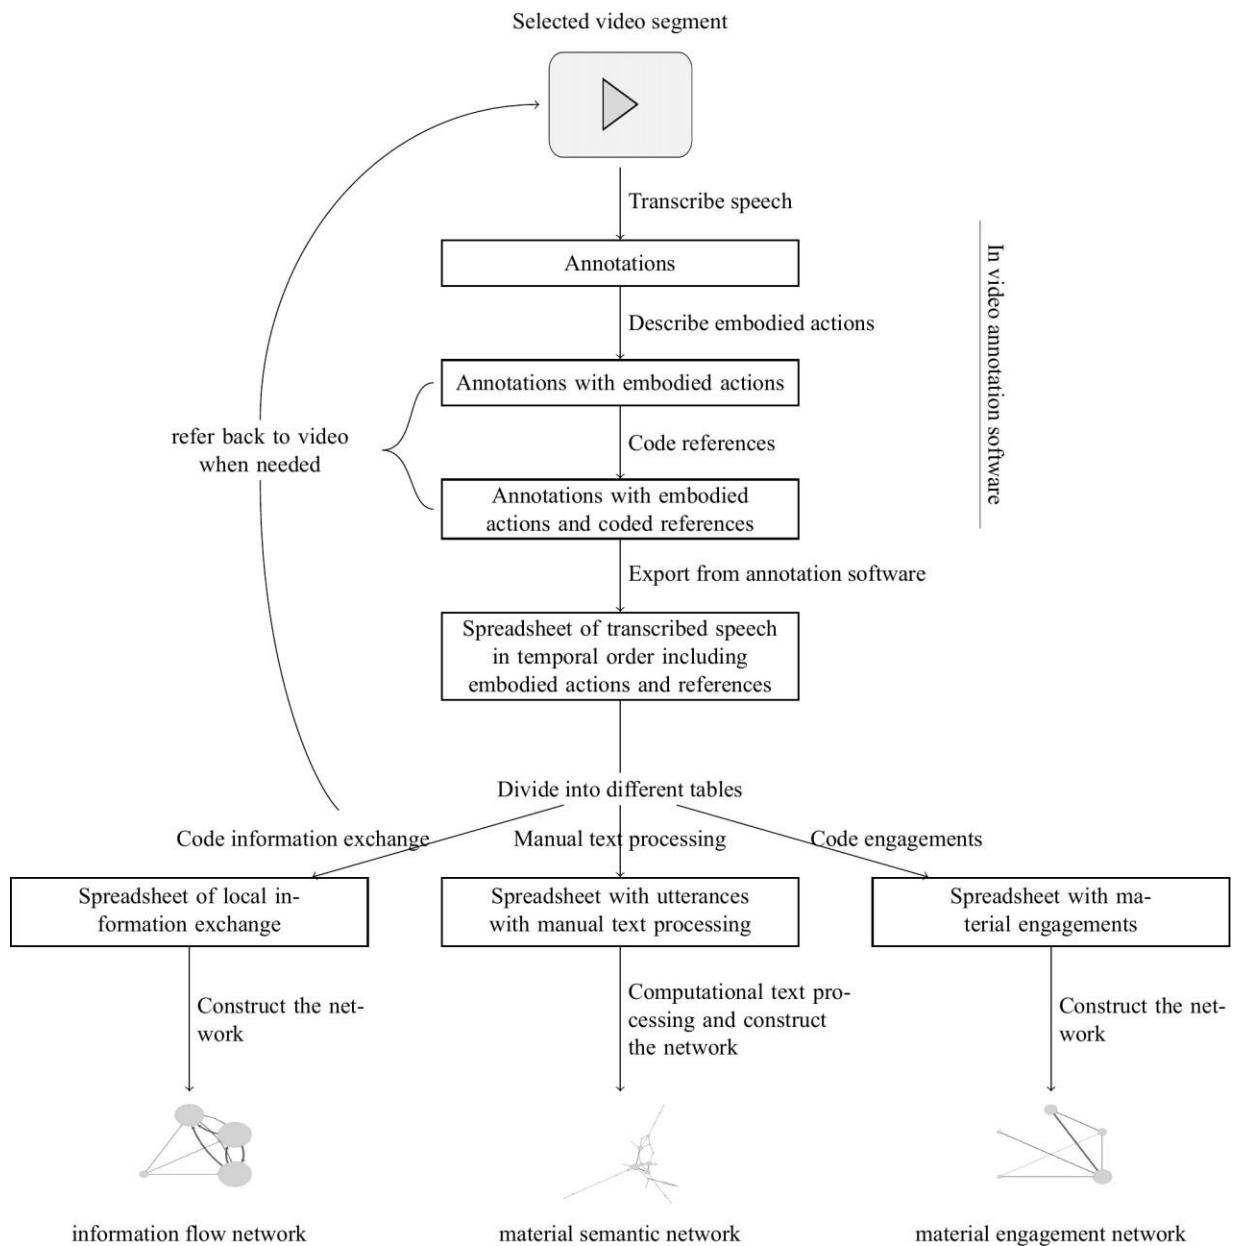 Selected video segment
Transcribe speech
Annotations
In video annotation software
Describe embodied actions
Annotations with embodied actions
refer back to video
when needed
Code references
Annotations with embodied
actions and coded references
Export from annotation software
Spreadsheet of transcribed speech
in temporal order including
embodied actions and references
Divide into different tables
Code information exchange
Manual text processing
Code engagements
Spreadsheet of local in-
formation exchange
Spreadsheet with utterances
with manual text processing
Spreadsheet with ma-
terial engagements
Construct the net-
work
Computational text pro-
cessing and construct
the network
Construct the net-
work
information flow network
material semantic network
material engagement network